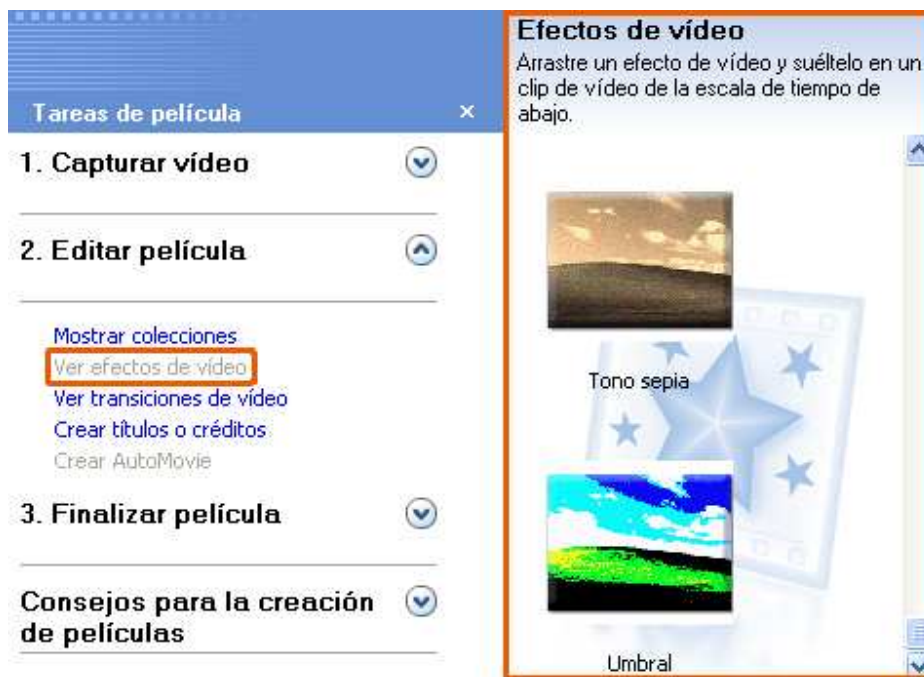 Tareas de película
1. Capturar vídeo
2. Editar película
Mostrar colecciones
Ver efectos de vídeo
Ver transiciones de vídeo
Crear títulos o créditos
Crear AutoMovie
3. Finalizar película
Consejos para la creación
de películas
Efectos de vídeo
Arrastre un efecto de vídeo y suéltelo en un
clip de vídeo de la escala de tiempo de
abajo.
Tono sepia
Umbral